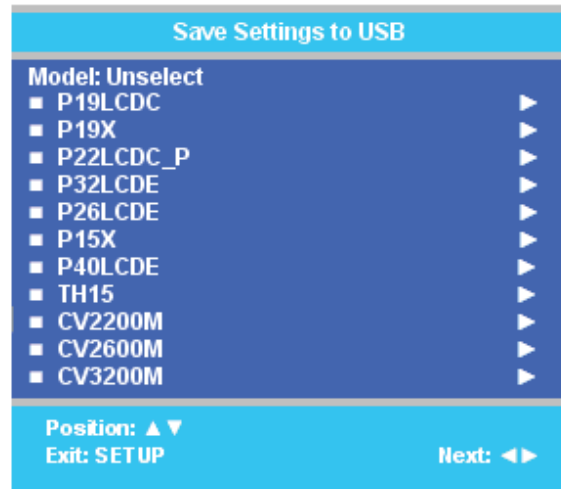 Save Settings to USB
Model: Unselect
■ P19LCDC ▶
■ P19X ▶
■ P22LCDC_P ▶
■ P32LCDE ▶
■ P26LCDE ▶
■ P15X ▶
■ P40LCDE ▶
■ TH15 ▶
■ CV2200M ▶
■ CV2600M ▶
■ CV3200M ▶
Position: ▲▼
Exit: SETUP Next: ◀▶